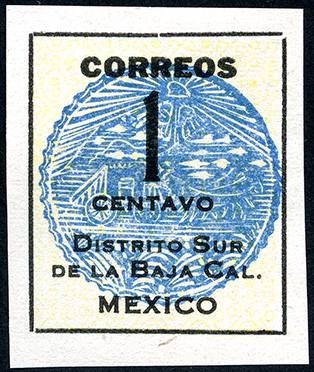 CORREOS
1
CENTAVO
DISTRITO SUR
DE LA BAJA CAL.
MEXICO